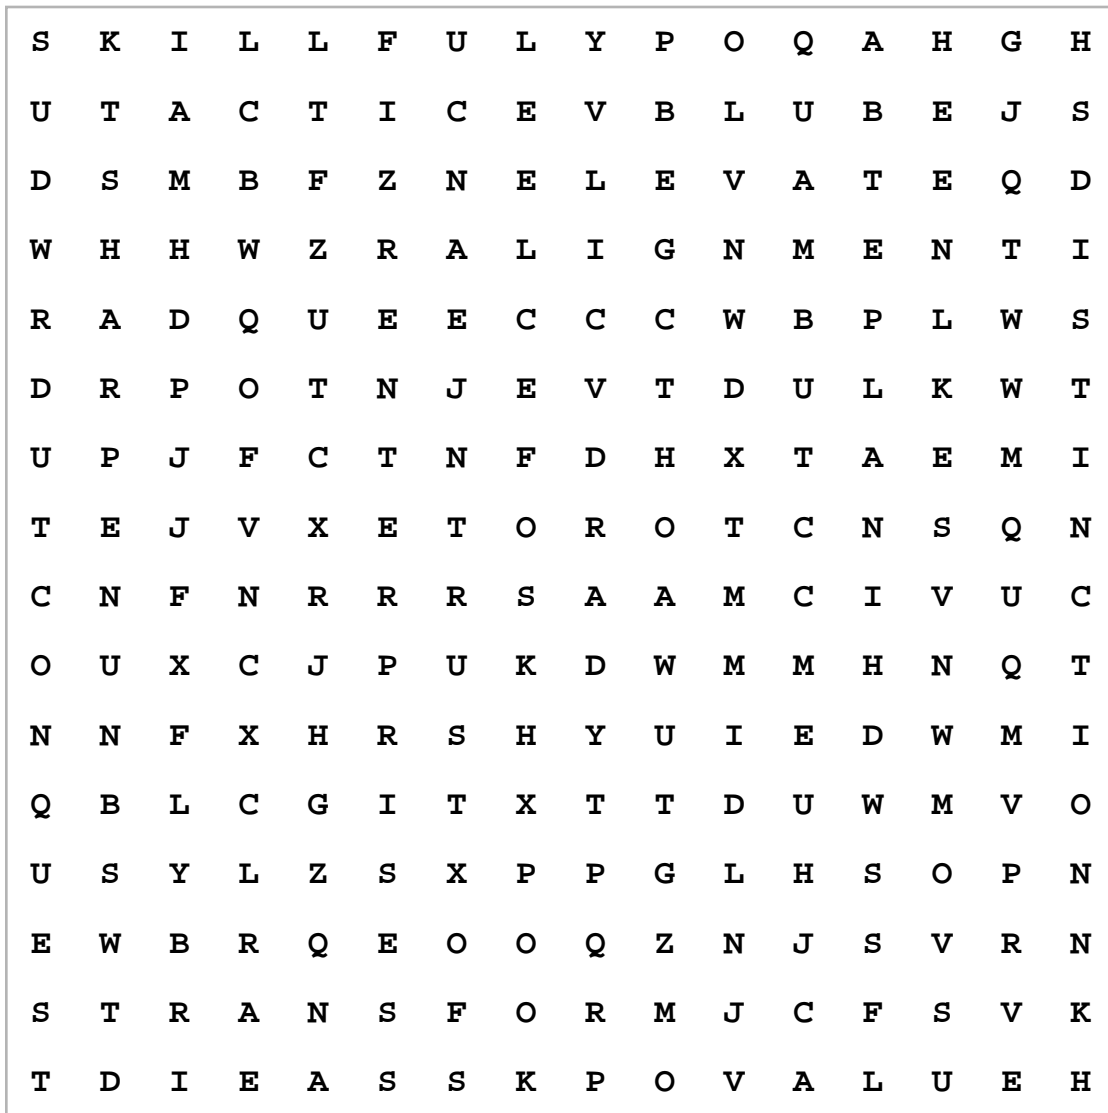 S K I L L F U L Y P O Q A H G H
U T A C T I C E V B L U B E J S
D S M B F Z N E L E V A T E Q D
W H H W Z R A L I G N M E N T I
R A D Q U E E C C C W B P L W S
D R P O T N J E V T D U L K W T
U P J F C T N F D H X T A E M I
T E J V X E T O R O T C N S Q N
C N F N R R R S A A M C I V U C
O U X C J P U K D W M M H N Q T
N N F X H R S H Y U I E D W M I
Q B L C G I T X T T D U W M V O
U S Y L Z S X P P G L H S O P N
E W B R Q E O O Q Z N J S V R N
S T R A N S F O R M J C F S V K
T D I E A S S K P O V A L U E H